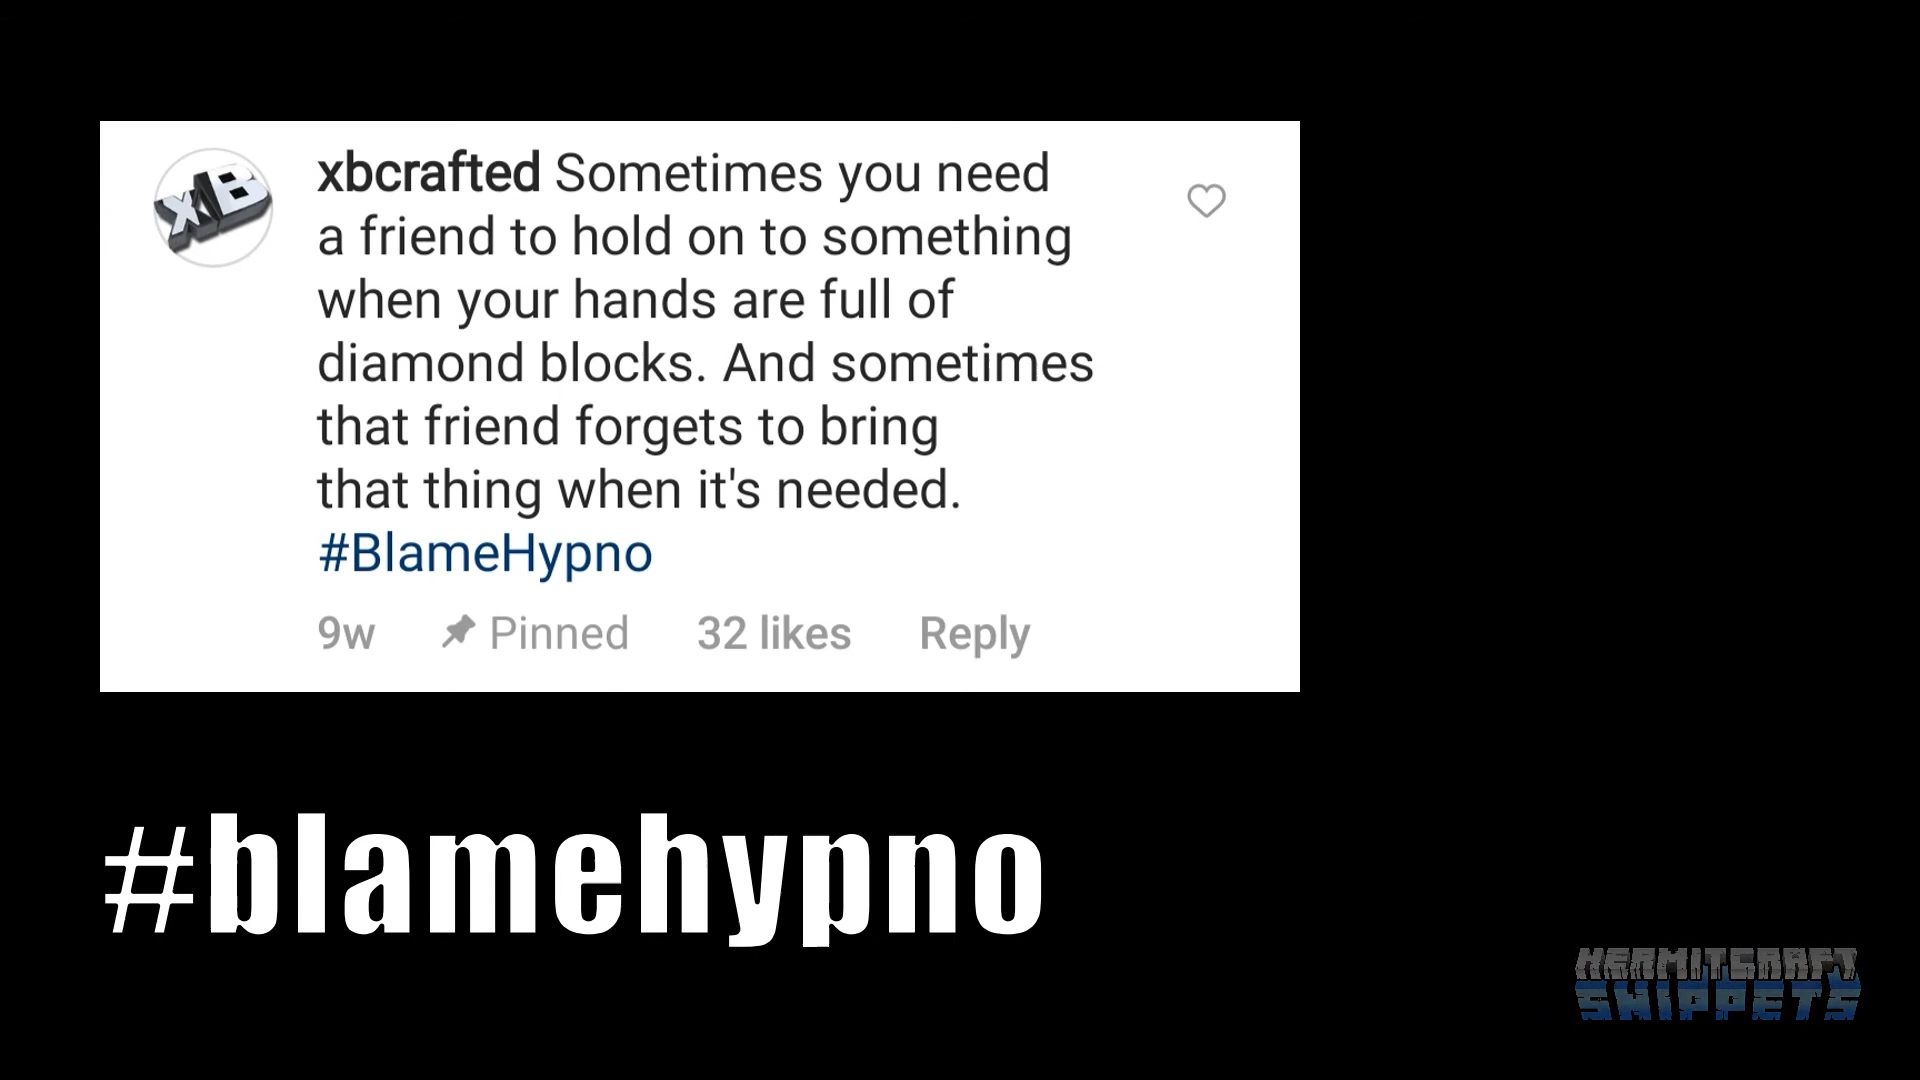 xB
xbcrafted Sometimes you need
a friend to hold on to something
when your hands are full of
diamond blocks. And sometimes
that friend forgets to bring
that thing when it's needed.
#BlameHypno
9w Pinned 32 likes Reply
#blamehypno
HERMITCRAFT
SNIPPETS